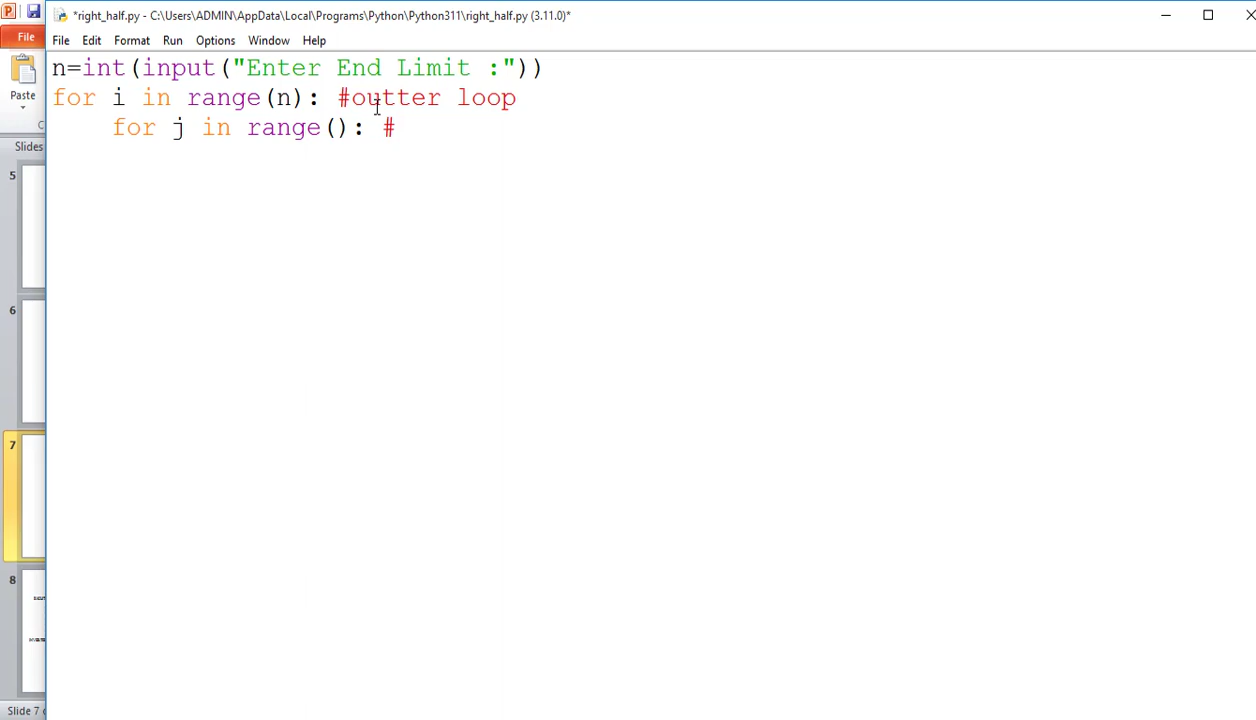 *right_half.py - C:\Users\ADMIN\AppData\Local\Programs\Python\Python311\right_half.py (3.11.0)*
File
File Edit Format Run Options Window Help
n=int(input("Enter End Limit :"))
for i in range(n): #outter loop
for j in range(): #
Paste
Slides
5
6
7
8
Slide 7 o